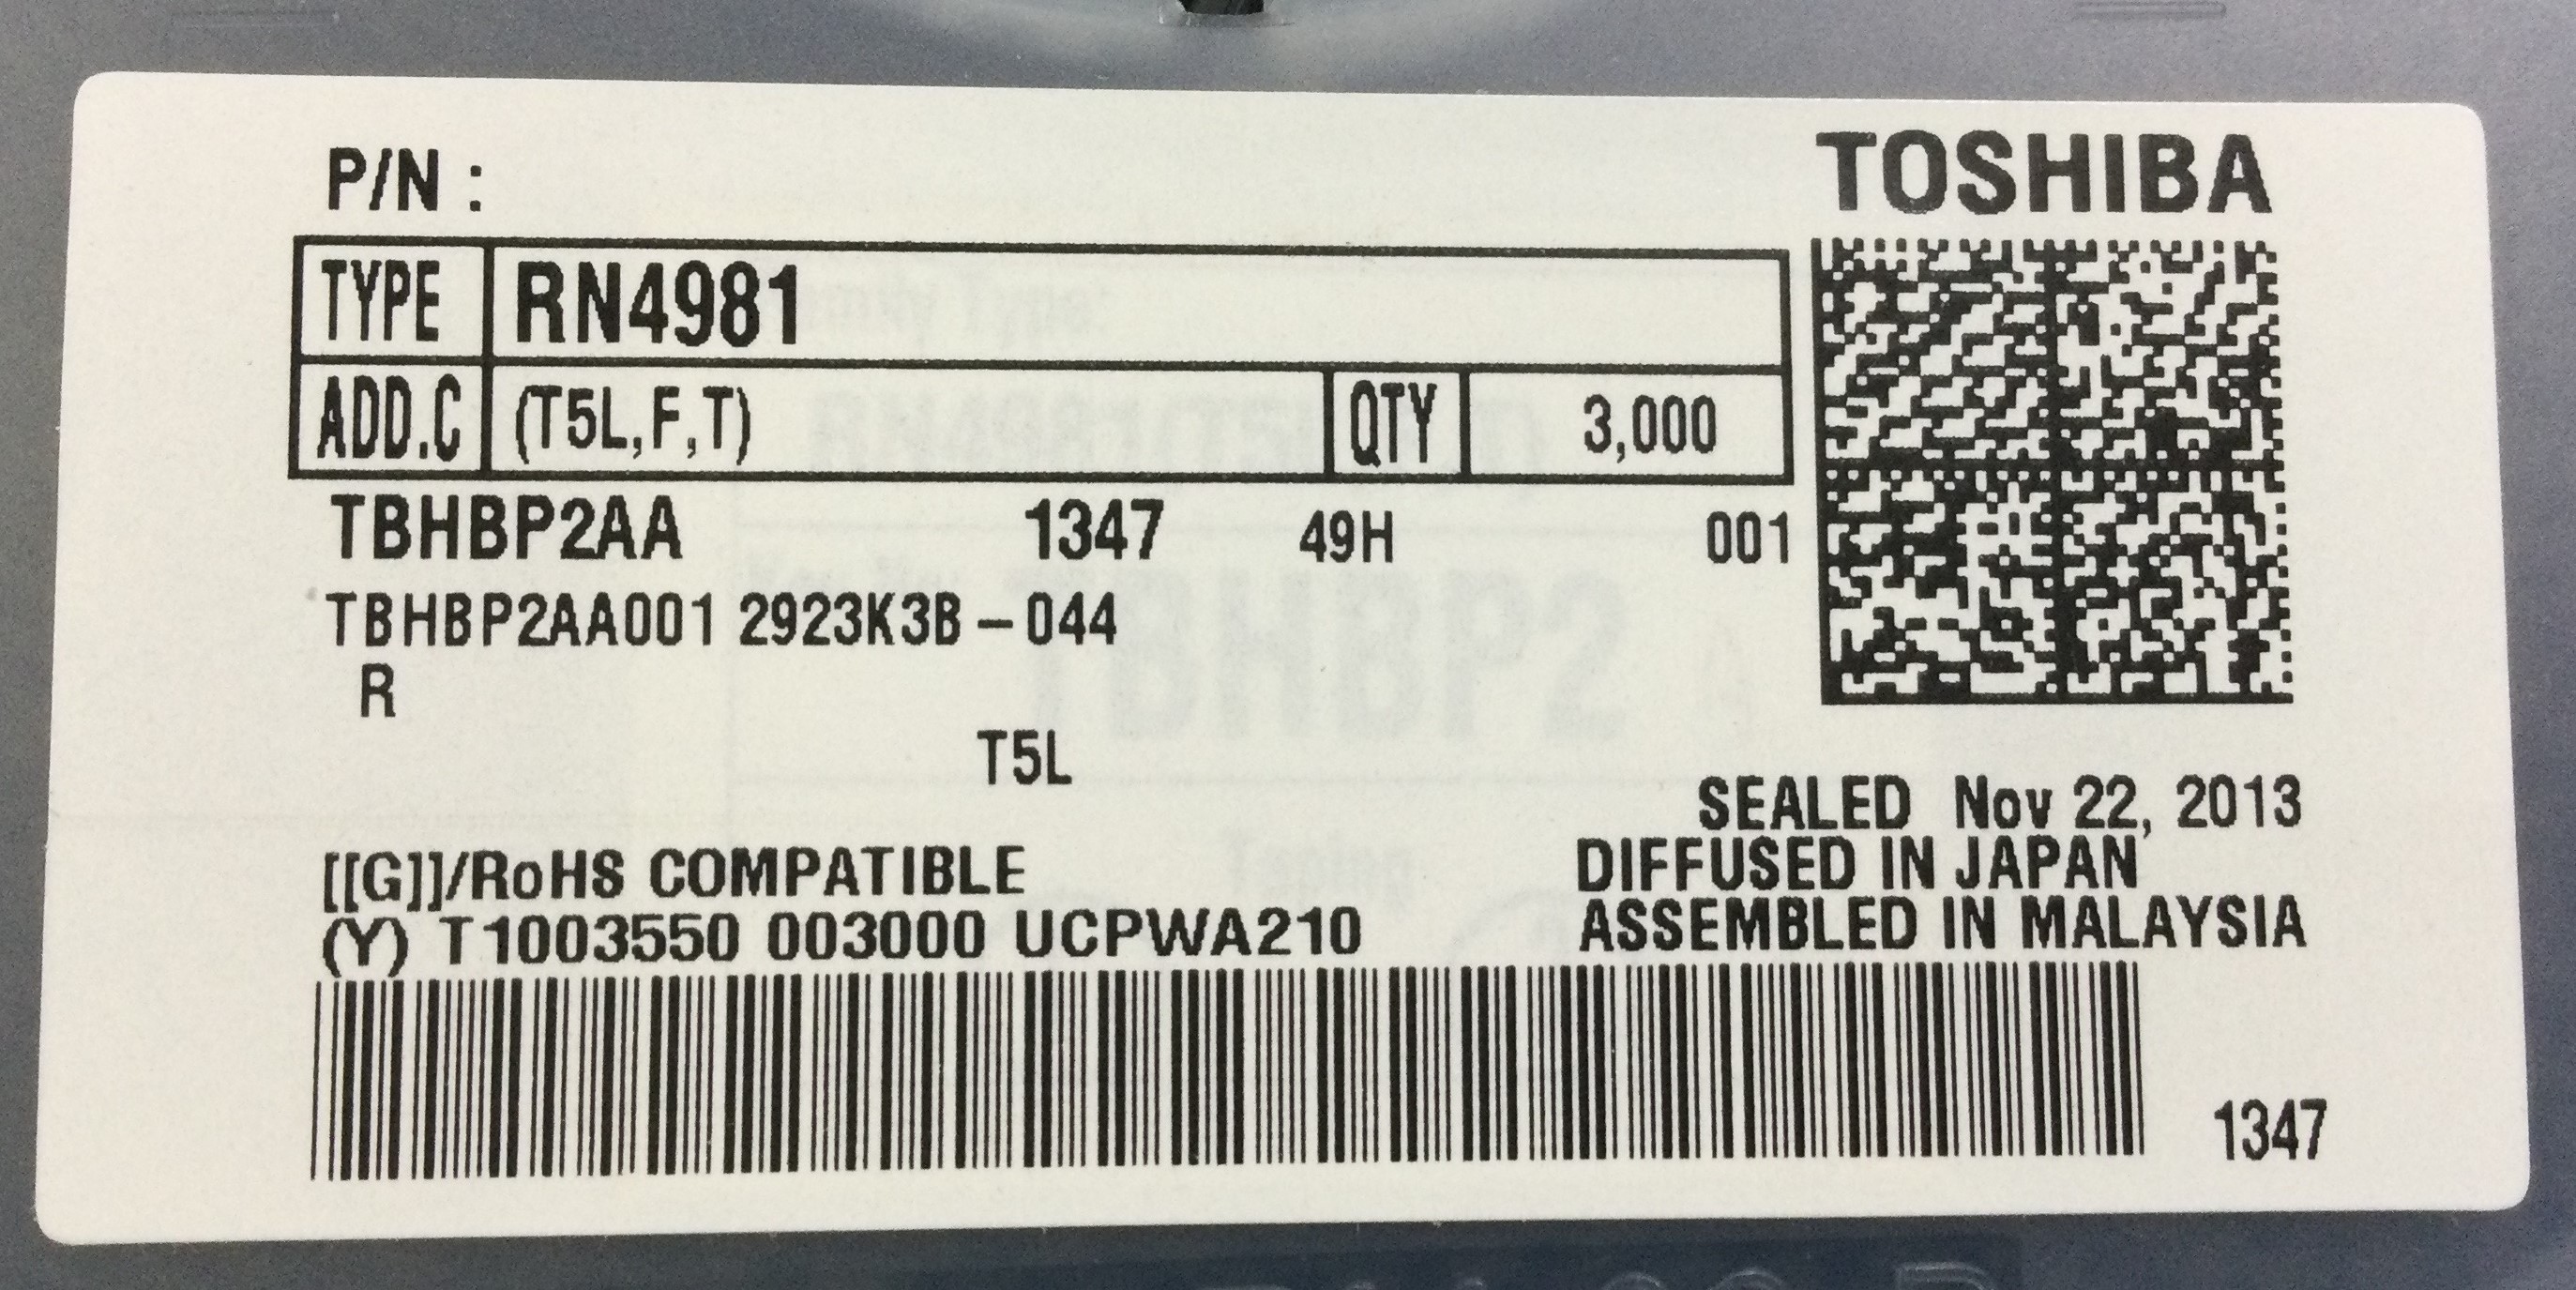 P/N :
TOSHIBA
TYPE RN4981
ADD.C (T5L,F,T) QTY 3,000
TBHBP2AA 1347 49H 001
TBHBP2AA001 2923K3B-044
R
T5L
SEALED Nov 22, 2013
DIFFUSED IN JAPAN
[[G]]/RoHS COMPATIBLE
ASSEMBLED IN MALAYSIA
(Y) T1003550 003000 UCPWA210
1347